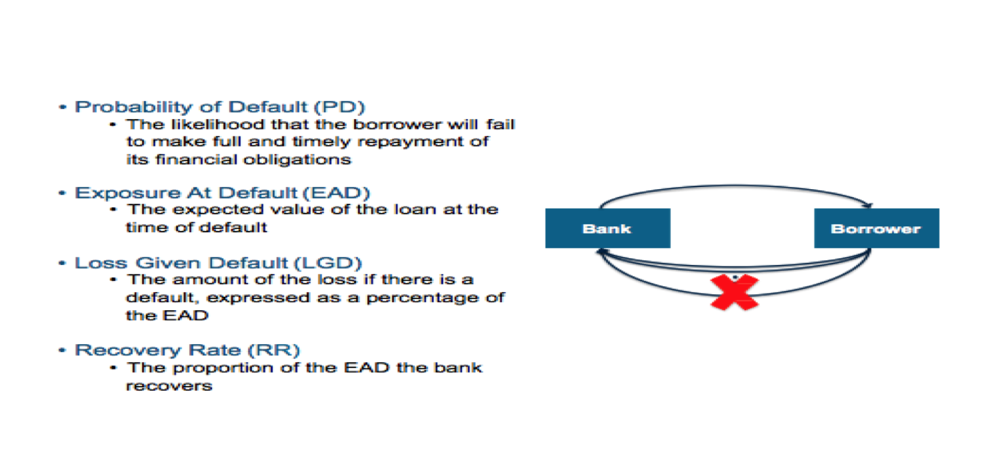 • Probability of Default (PD)
• The likelihood that the borrower will fail
to make full and timely repayment of
its financial obligations
• Exposure At Default (EAD)
• The expected value of the loan at the
time of default
• Loss Given Default (LGD)
• The amount of the loss if there is a
default, expressed as a percentage of
the EAD
• Recovery Rate (RR)
• The proportion of the EAD the bank
recovers
Bank
Borrower